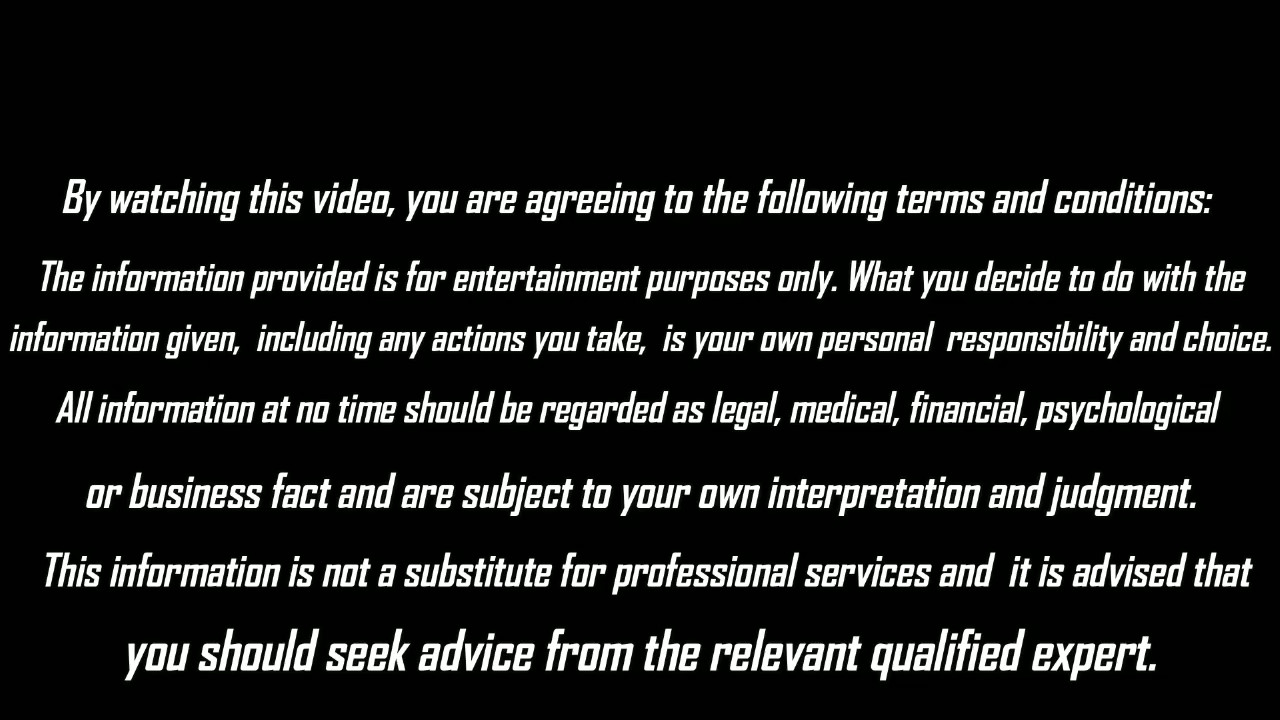 By watching this video, you are agreeing to the following terms and conditions:
The information provided is for entertainment purposes only. What you decide to do with the
information given, including any actions you take, is your own personal responsibility and choice.
All information at no time should be regarded as legal, medical, financial, psychological
or business fact and are subject to your own interpretation and judgment.
This information is not a substitute for professional services and it is advised that
you should seek advice from the relevant qualified expert.